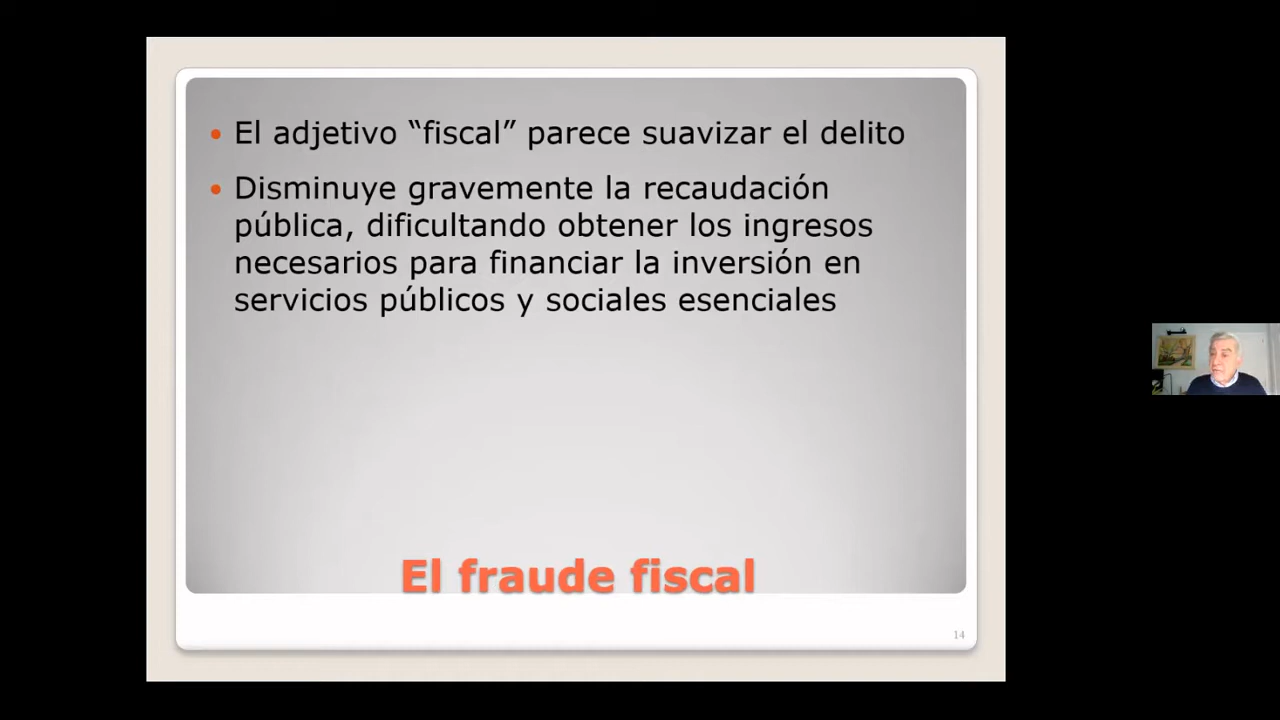 El adjetivo “fiscal” parece suavizar el delito
Disminuye gravemente la recaudación
pública, dificultando obtener los ingresos
necesarios para financiar la inversión en
servicios públicos y sociales esenciales
El fraude fiscal
14